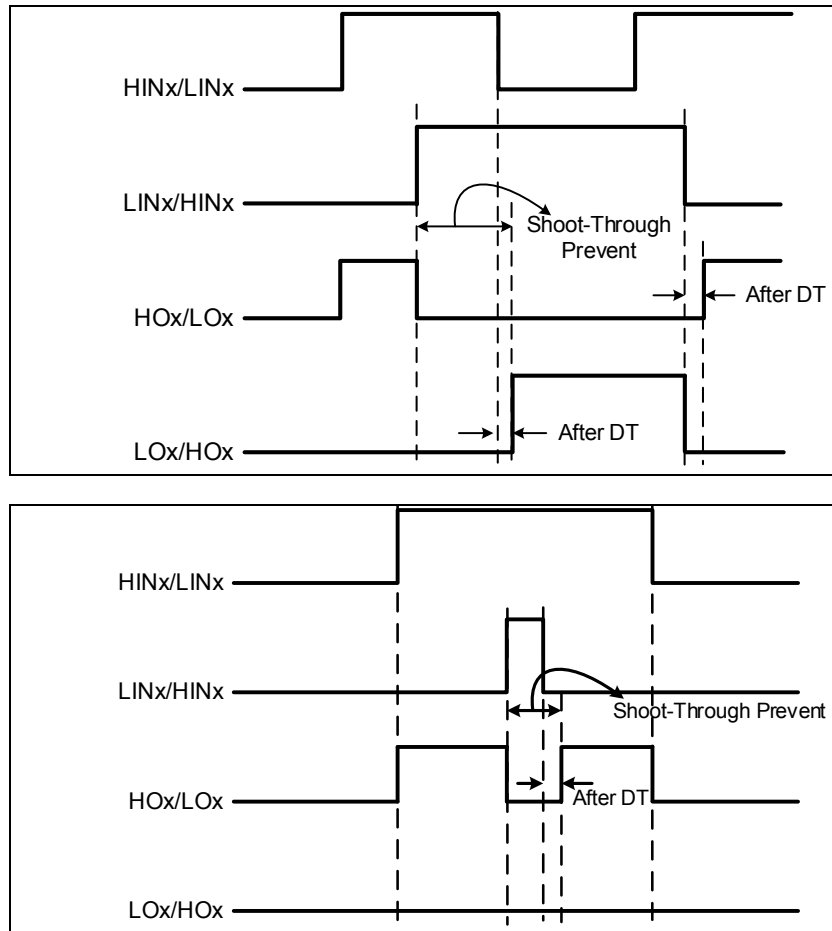 HINx/LINx
LINx/HINx
Shoot-Through
Prevent
After DT
HOx/LOx
After DT
LOx/HOx
HINx/LINx
LINx/HINx
Shoot-Through Prevent
HOx/LOx
After DT
LOx/HOx